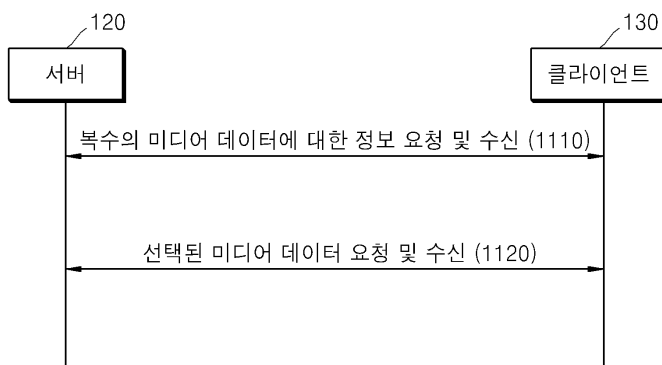 120
130
서버
클라이언트
복수의 미디어 데이터에 대한 정보 요청 및 수신 (1110)
선택된 미디어 데이터 요청 및 수신 (1120)